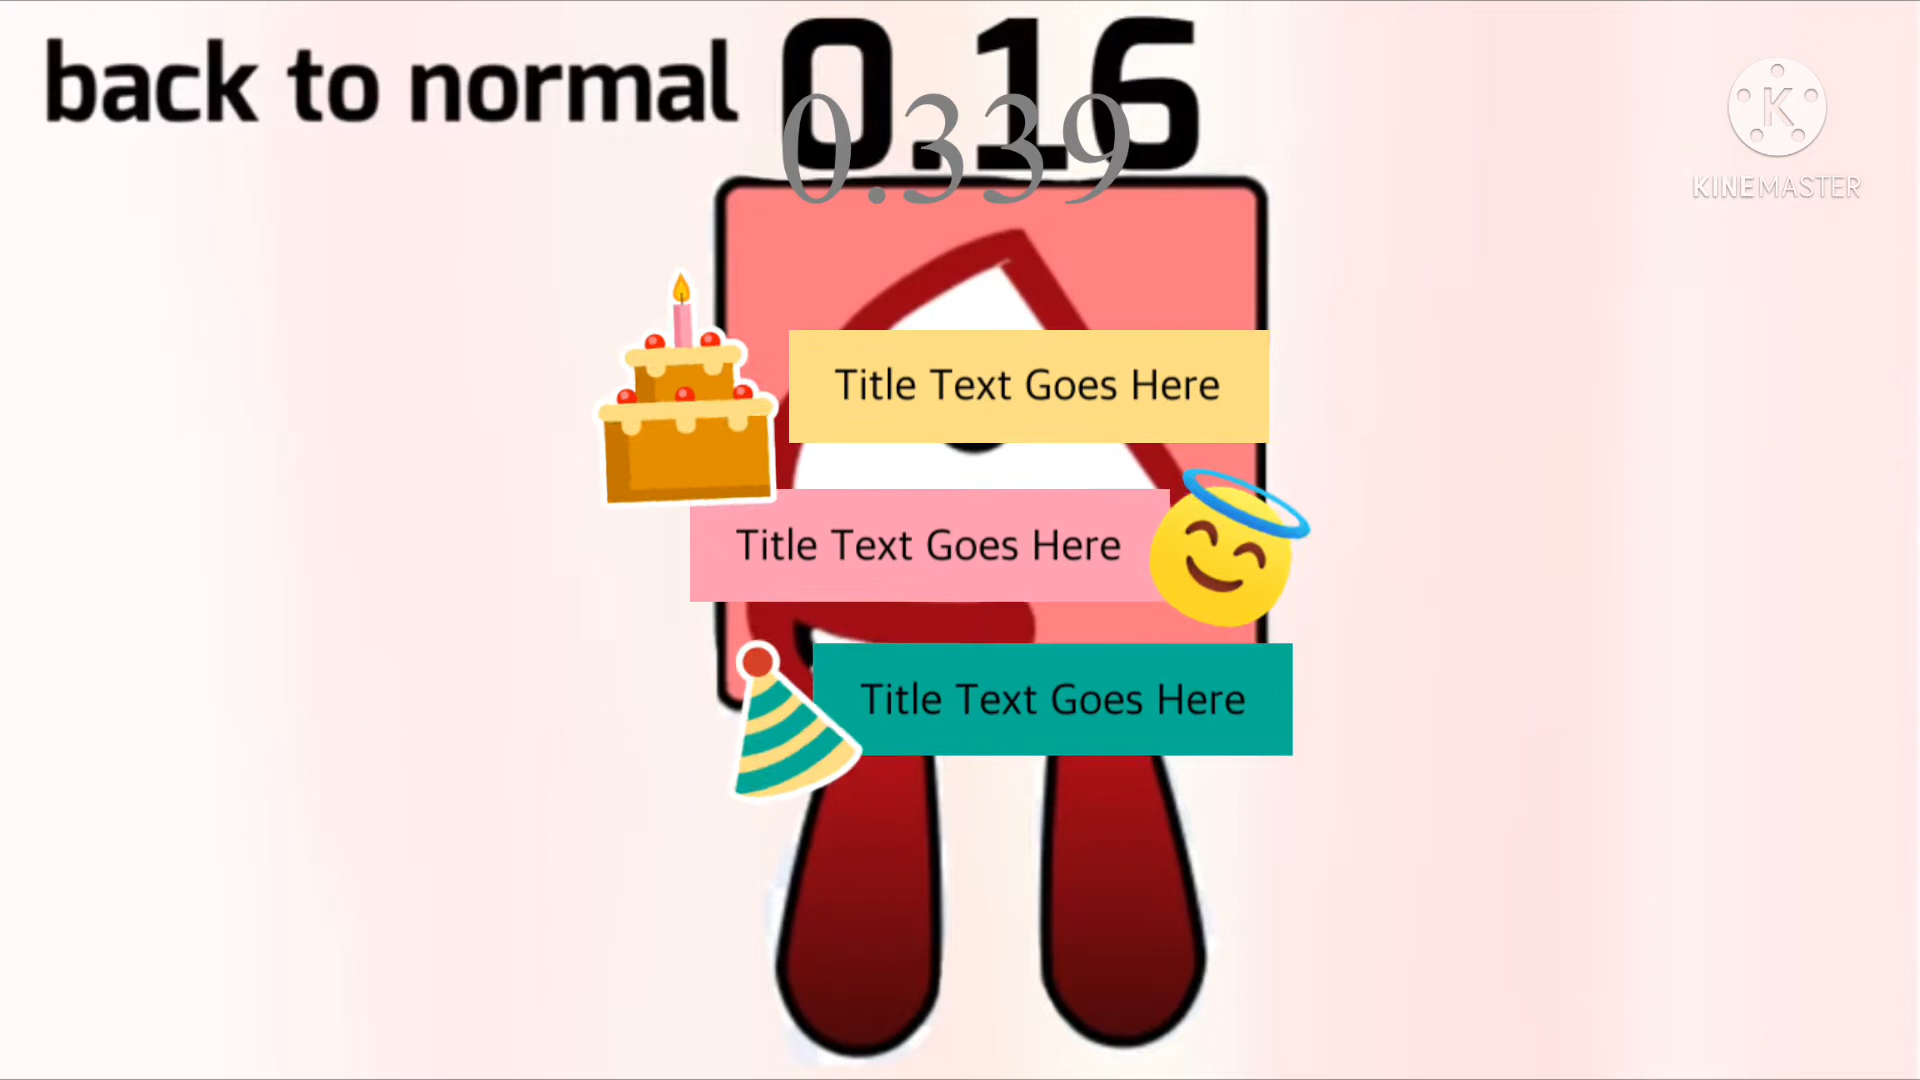 back to normal 0.16
0.339
K
KINEMASTER
Title Text Goes Here
Title Text Goes Here
Title Text Goes Here